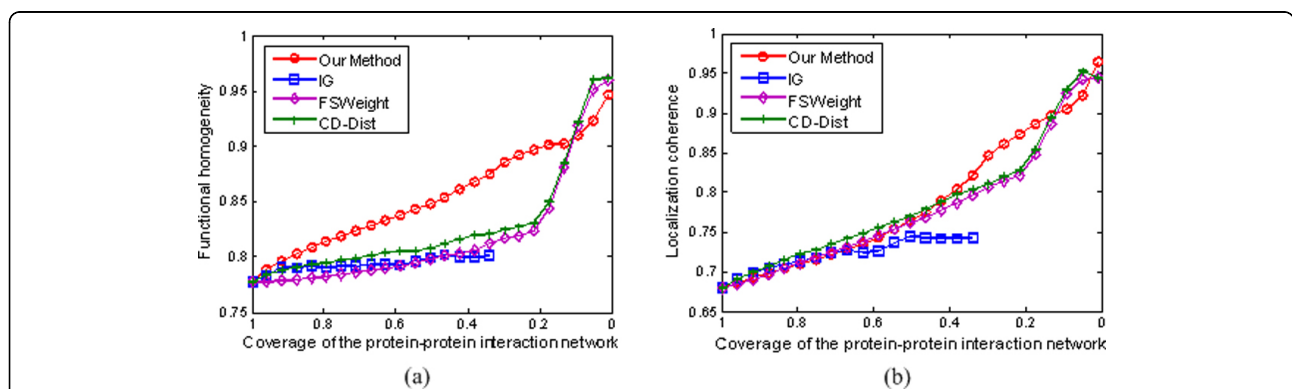 Functional homogeneity
1
0.95
0.9
0.85
0.8
0.75
Our Method
IG
FSWeight
CD-Dist
1 0.8 0.6 0.4 0.2 0
Coverage of the protein-protein interaction network
(a)
Localization coherence
1
0.95
0.9
0.85
0.8
0.75
0.7
0.65
Our Method
IG
FSWeight
CD-Dist
1 0.8 0.6 0.4 0.2 0
Coverage of the protein-protein interaction network
(b)